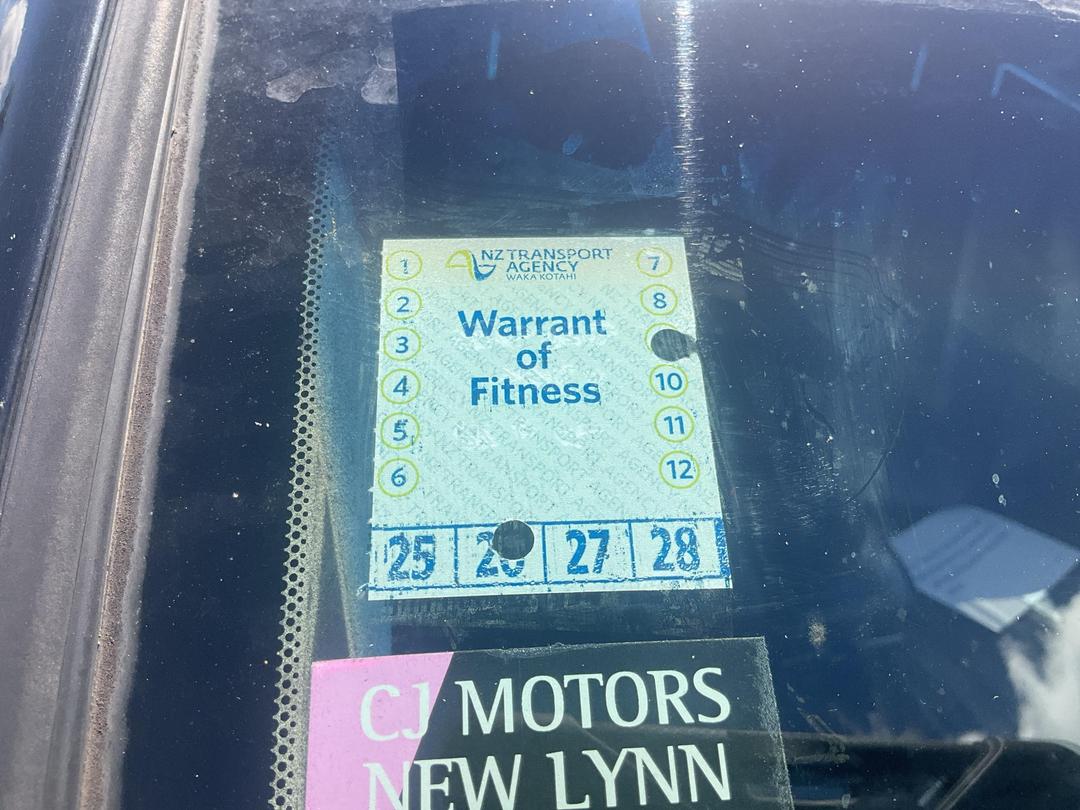 NZ TRANSPORT
AGENCY
WAKA KOTAHI
1
2
3
4
5
6
7
8
10
11
12
Warrant
of
Fitness
25 26 27 28
CJ MOTORS
NEW LYNN